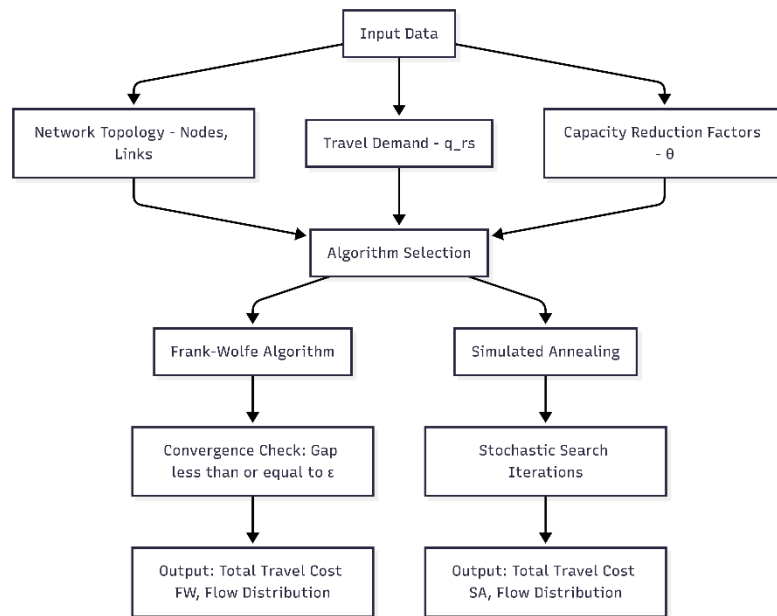 Input Data
Network Topology - Nodes,
Links
Travel Demand - q_rs
Capacity Reduction Factors
- θ
Algorithm Selection
Frank-Wolfe Algorithm
Simulated Annealing
Convergence Check: Gap
less than or equal to ε
Stochastic Search
Iterations
Output: Total Travel Cost
FW, Flow Distribution
Output: Total Travel Cost
SA, Flow Distribution